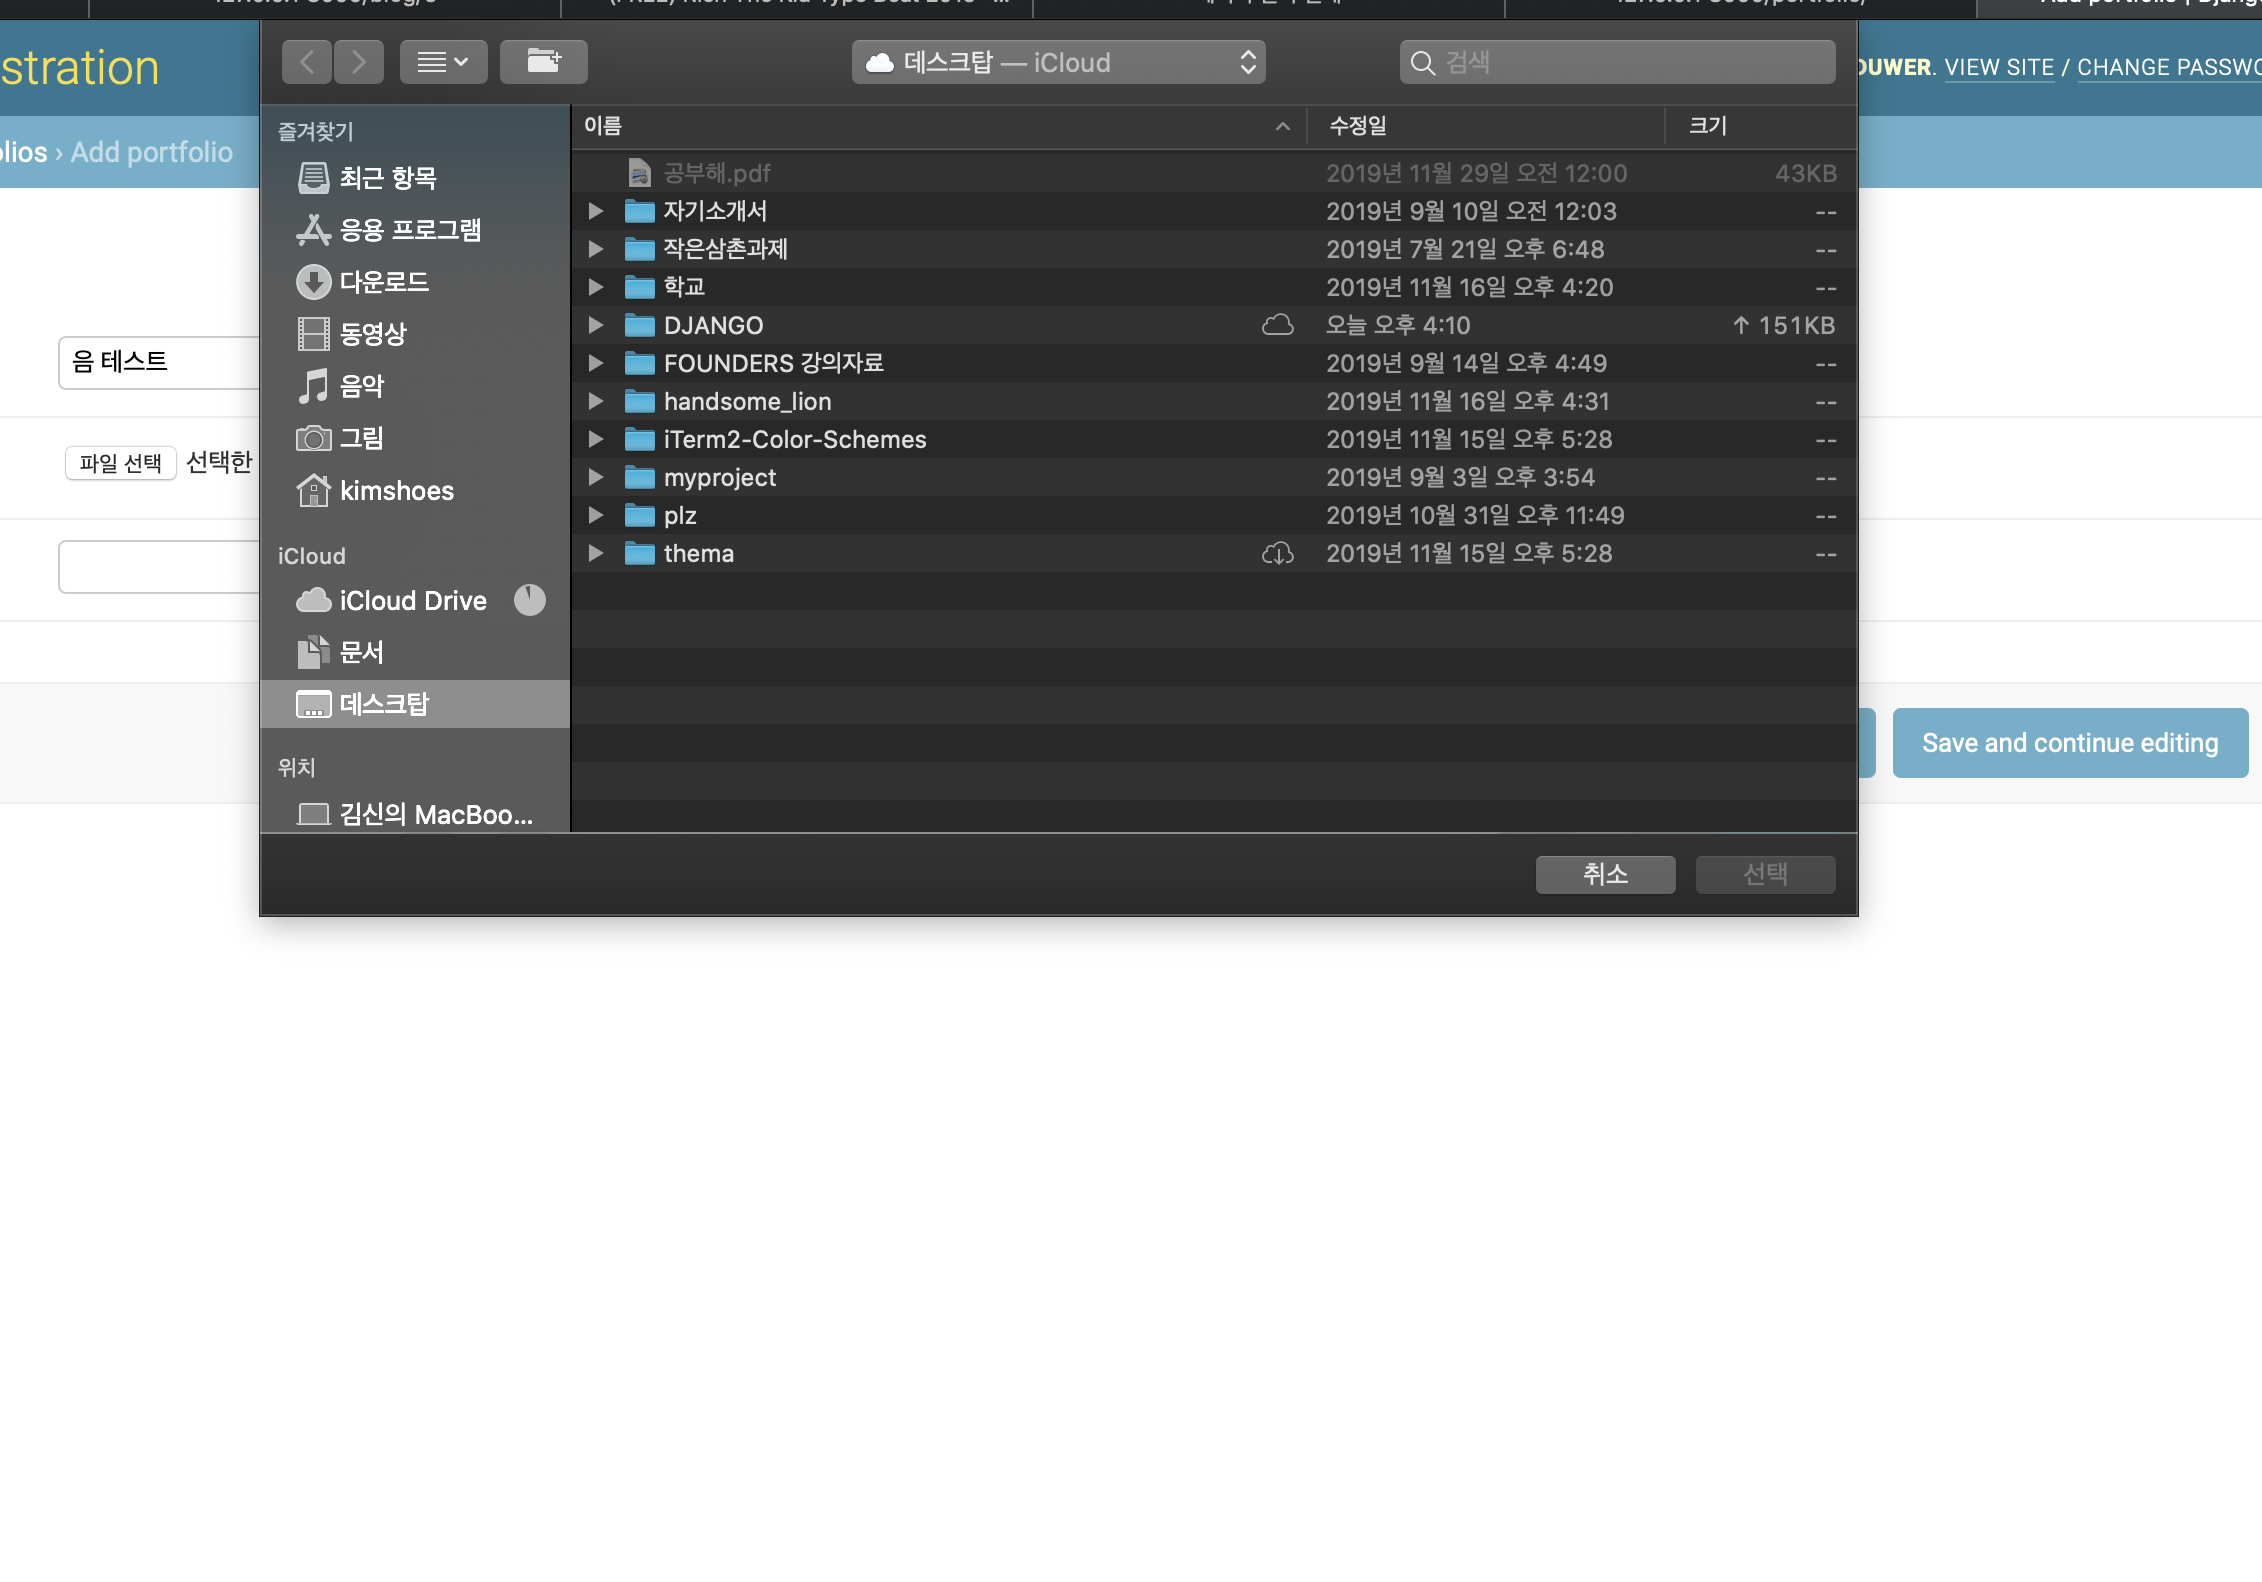 stration
OUWER. VIEW SITE / CHANGE PASSWO
lios › Add portfolio
데스크탑 — iCloud
검색
즐겨찾기
최근 항목
응용 프로그램
다운로드
동영상
음악
그림
kimshoes
iCloud
iCloud Drive
문서
데스크탑
위치
김신의 MacBoo...
이름 수정일 크기
공부해.pdf 2019년 11월 29일 오전 12:00 43KB
자기소개서 2019년 9월 10일 오전 12:03 --
작은삼촌과제 2019년 7월 21일 오후 6:48 --
학교 2019년 11월 16일 오후 4:20 --
DJANGO 오늘 오후 4:10 ↑ 151KB
FOUNDERS 강의자료 2019년 9월 14일 오후 4:49 --
handsome_lion 2019년 11월 16일 오후 4:31 --
iTerm2-Color-Schemes 2019년 11월 15일 오후 5:28 --
myproject 2019년 9월 3일 오후 3:54 --
plz 2019년 10월 31일 오후 11:49 --
thema 2019년 11월 15일 오후 5:28 --
취소 선택
음 테스트
파일 선택 선택한
Save and continue editing